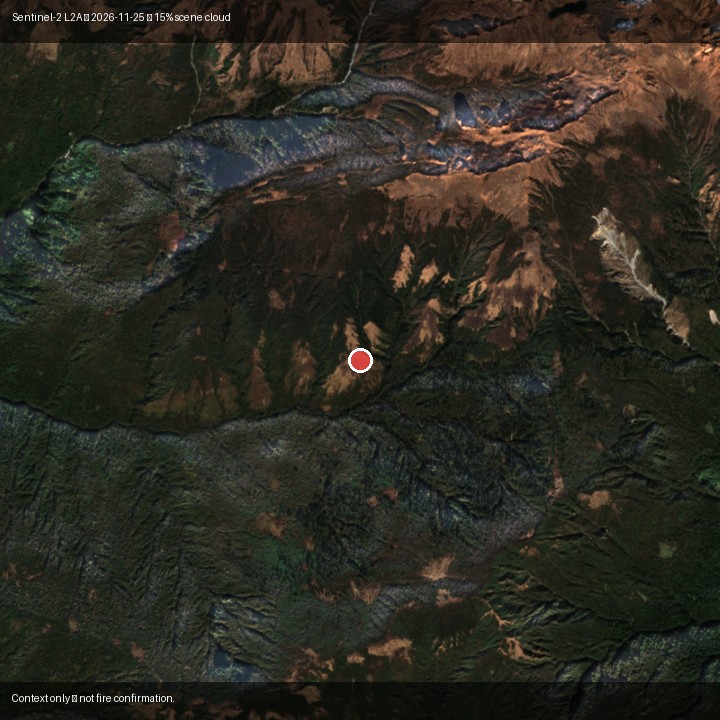 Sentinel-2 L2A▯2026-11-25▯15% scene cloud
Context only▯not fire confirmation.